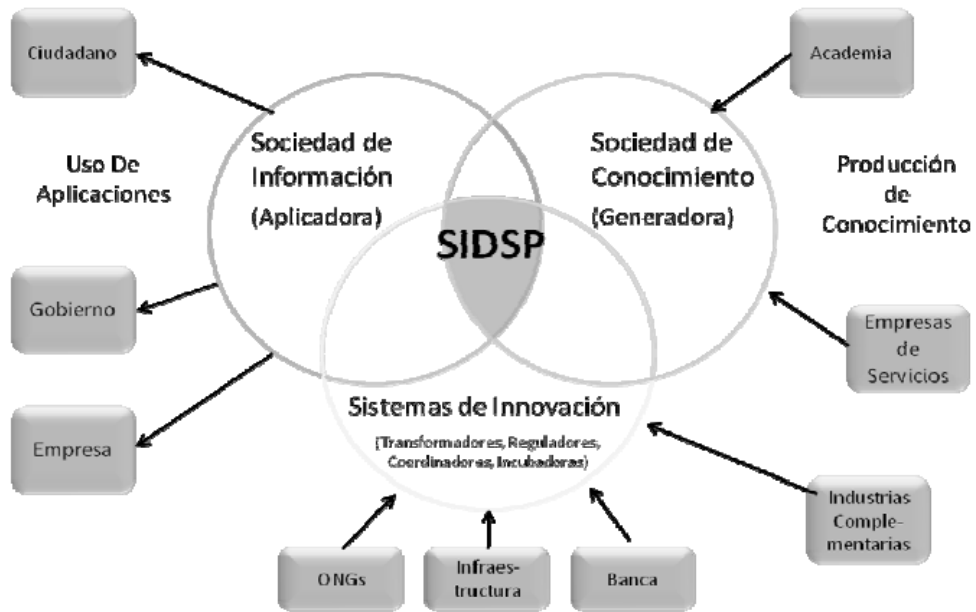 Ciudadano
Academia
Sociedad de
Información
(Aplicadora)
Sociedad de
Conocimiento
(Generadora)
Uso De
Aplicaciones
Producción
de
Conocimiento
SIDSP
Gobierno
Empresas
de
Servicios
Empresa
Sistemas de Innovación
(Transformadores, Reguladores,
Coordinadores, Incubadoras)
Industrias
Comple-
mentarias
ONGs
Infraes-
tructura
Banca